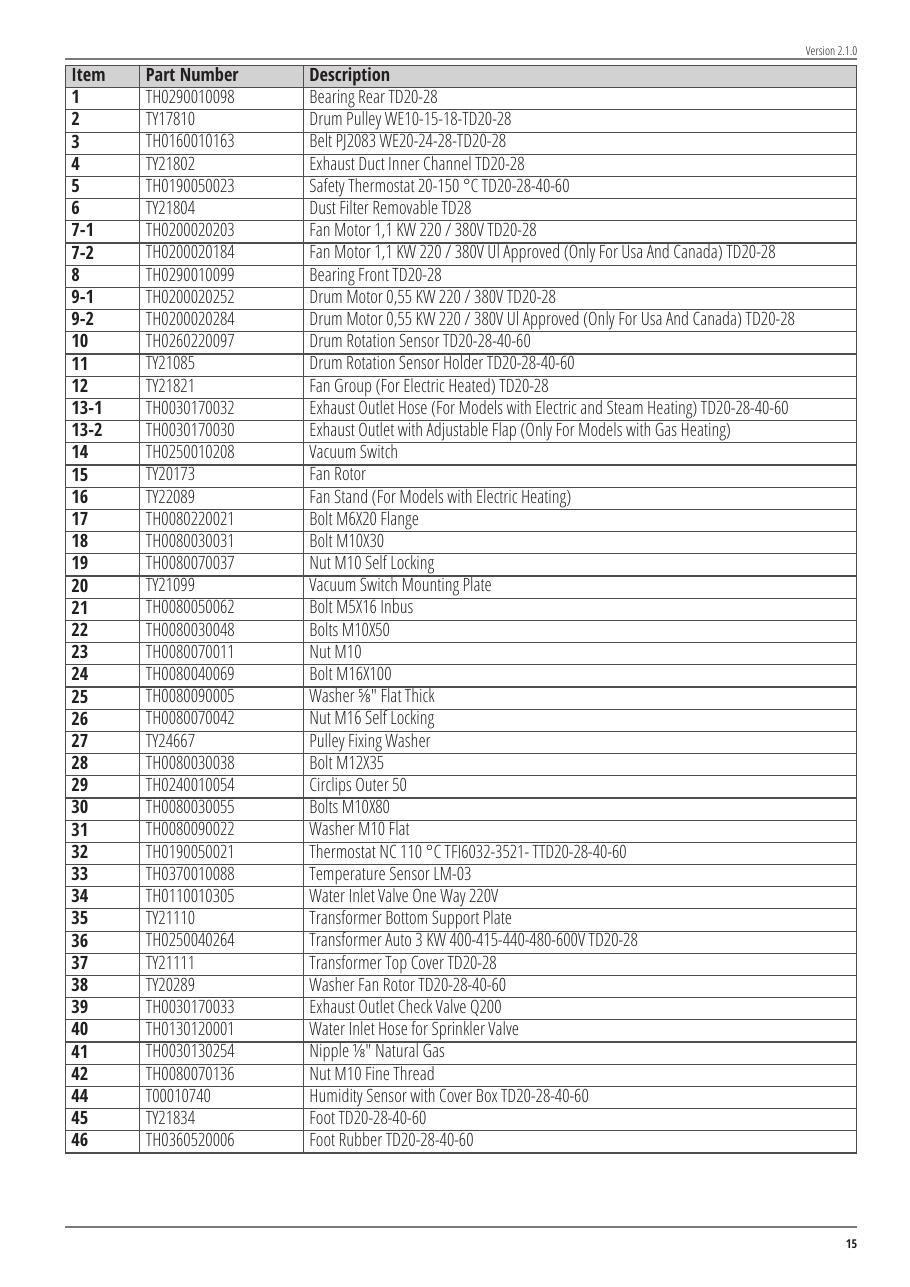 Version 2.1.0
Item Part Number Description
1 TH0290010098 Bearing Rear TD20-28
2 TY17810 Drum Pulley WE10-15-18-TD20-28
3 TH0160010163 Belt PJ2083 WE20-24-28-TD20-28
4 TY21802 Exhaust Duct Inner Channel TD20-28
5 TH0190050023 Safety Thermostat 20-150 °C TD20-28-40-60
6 TY21804 Dust Filter Removable TD28
7-1 TH0200020203 Fan Motor 1,1 KW 220 / 380V TD20-28
7-2 TH0200020184 Fan Motor 1,1 KW 220 / 380V Ul Approved (Only For Usa And Canada) TD20-28
8 TH0290010099 Bearing Front TD20-28
9-1 TH0200020252 Drum Motor 0,55 KW 220 / 380V TD20-28
9-2 TH0200020284 Drum Motor 0,55 KW 220 / 380V Ul Approved (Only For Usa And Canada) TD20-28
10 TH0260220097 Drum Rotation Sensor TD20-28-40-60
11 TY21085 Drum Rotation Sensor Holder TD20-28-40-60
12 TY21821 Fan Group (For Electric Heated) TD20-28
13-1 TH0030170032 Exhaust Outlet Hose (For Models with Electric and Steam Heating) TD20-28-40-60
13-2 TH0030170030 Exhaust Outlet with Adjustable Flap (Only For Models with Gas Heating)
14 TH0250010208 Vacuum Switch
15 TY20173 Fan Rotor
16 TY22089 Fan Stand (For Models with Electric Heating)
17 TH0080220021 Bolt M6X20 Flange
18 TH0080030031 Bolt M10X30
19 TH0080070037 Nut M10 Self Locking
20 TY21099 Vacuum Switch Mounting Plate
21 TH0080050062 Bolt M5X16 Inbus
22 TH0080030048 Bolts M10X50
23 TH0080070011 Nut M10
24 TH0080040069 Bolt M16X100
25 TH0080090005 Washer ⅝" Flat Thick
26 TH0080070042 Nut M16 Self Locking
27 TY24667 Pulley Fixing Washer
28 TH0080030038 Bolt M12X35
29 TH0240010054 Circlips Outer 50
30 TH0080030055 Bolts M10X80
31 TH0080090022 Washer M10 Flat
32 TH0190050021 Thermostat NC 110 °C TFI6032-3521- TTD20-28-40-60
33 TH0370010088 Temperature Sensor LM-03
34 TH0110010305 Water Inlet Valve One Way 220V
35 TY21110 Transformer Bottom Support Plate
36 TH0250040264 Transformer Auto 3 KW 400-415-440-480-600V TD20-28
37 TY21111 Transformer Top Cover TD20-28
38 TY20289 Washer Fan Rotor TD20-28-40-60
39 TH0030170033 Exhaust Outlet Check Valve Q200
40 TH0130120001 Water Inlet Hose for Sprinkler Valve
41 TH0030130254 Nipple ⅛" Natural Gas
42 TH0080070136 Nut M10 Fine Thread
44 T00010740 Humidity Sensor with Cover Box TD20-28-40-60
45 TY21834 Foot TD20-28-40-60
46 TH0360520006 Foot Rubber TD20-28-40-60
15